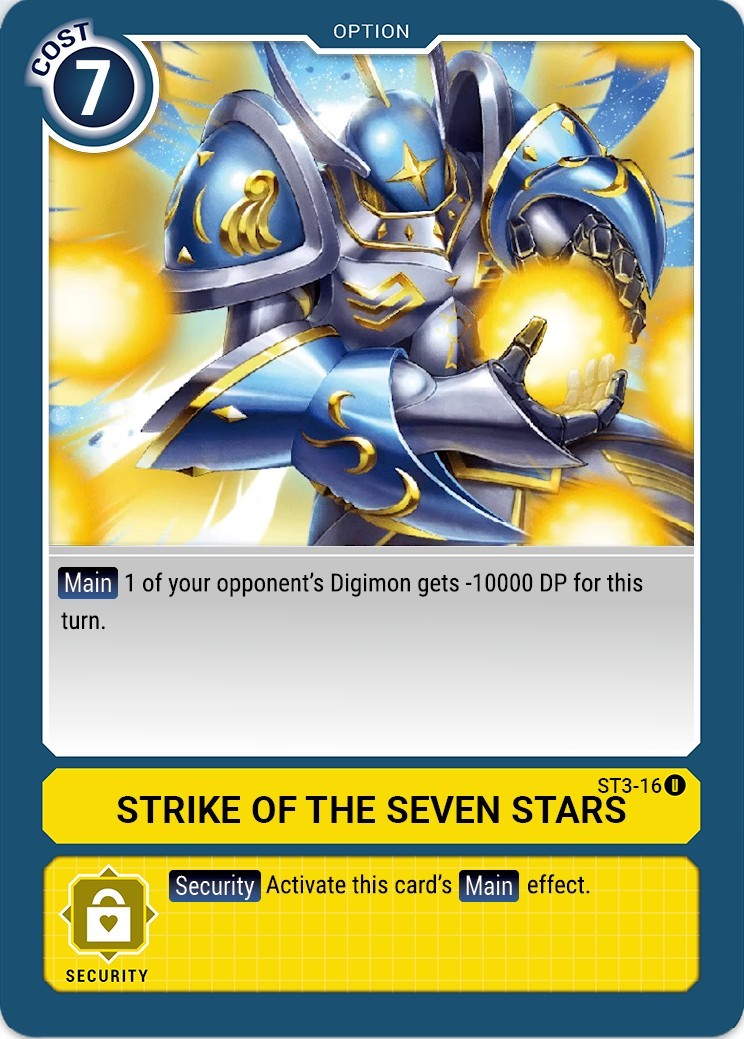 OPTION
COST
7
Main 1 of your opponent's Digimon gets -10000 DP for this
turn.
ST3-16 U
STRIKE OF THE SEVEN STARS
Security Activate this card's Main effect.
SECURITY